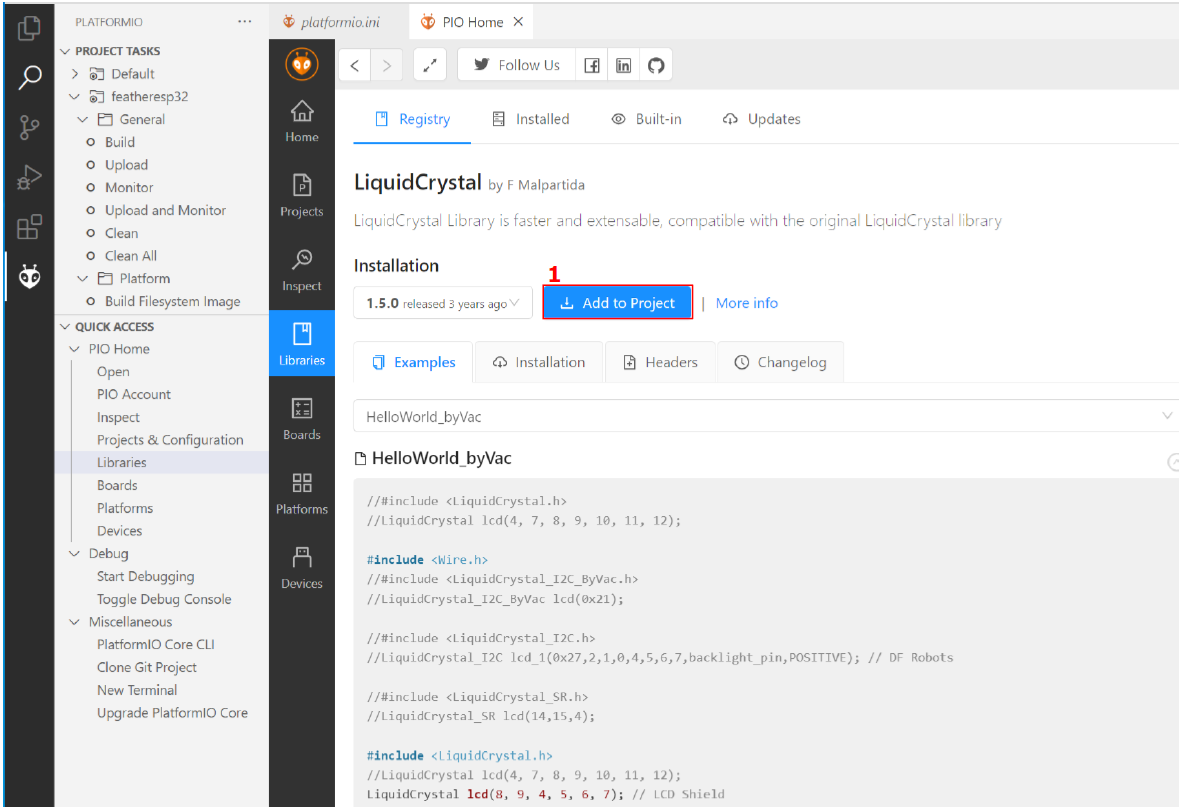 PLATFORMIO
PROJECT TASKS
Default
featheresp32
General
Build
Upload
Monitor
Upload and Monitor
Clean
Clean All
Platform
Build Filesystem Image
QUICK ACCESS
PIO Home
Open
PIO Account
Inspect
Projects & Configuration
Libraries
Boards
Platforms
Devices
Debug
Start Debugging
Toggle Debug Console
Miscellaneous
PlatformIO Core CLI
Clone Git Project
New Terminal
Upgrade PlatformIO Core
platformio.ini
PIO Home
Home
Projects
Inspect
Libraries
Boards
Platforms
Devices
Follow Us
Registry Installed Built-in Updates
LiquidCrystal by F Malpartida
LiquidCrystal Library is faster and extensable, compatible with the original LiquidCrystal library
Installation
1
1.5.0 released 3 years ago Add to Project | More info
Examples Installation Headers Changelog
HelloWorld_byVac
HelloWorld_byVac
//#include <LiquidCrystal.h>
//LiquidCrystal lcd(4, 7, 8, 9, 10, 11, 12);
#include <Wire.h>
//#include <LiquidCrystal_I2C_ByVac.h>
//LiquidCrystal_I2C_ByVac lcd(0x21);
//#include <LiquidCrystal_I2C.h>
//LiquidCrystal_I2C lcd_1(0x27,2,1,0,4,5,6,7,backlight_pin,POSITIVE); // DF Robots
//#include <LiquidCrystal_SR.h>
//LiquidCrystal_SR lcd(14,15,4);
#include <LiquidCrystal.h>
//LiquidCrystal lcd(4, 7, 8, 9, 10, 11, 12);
LiquidCrystal lcd(8, 9, 4, 5, 6, 7); // LCD Shield